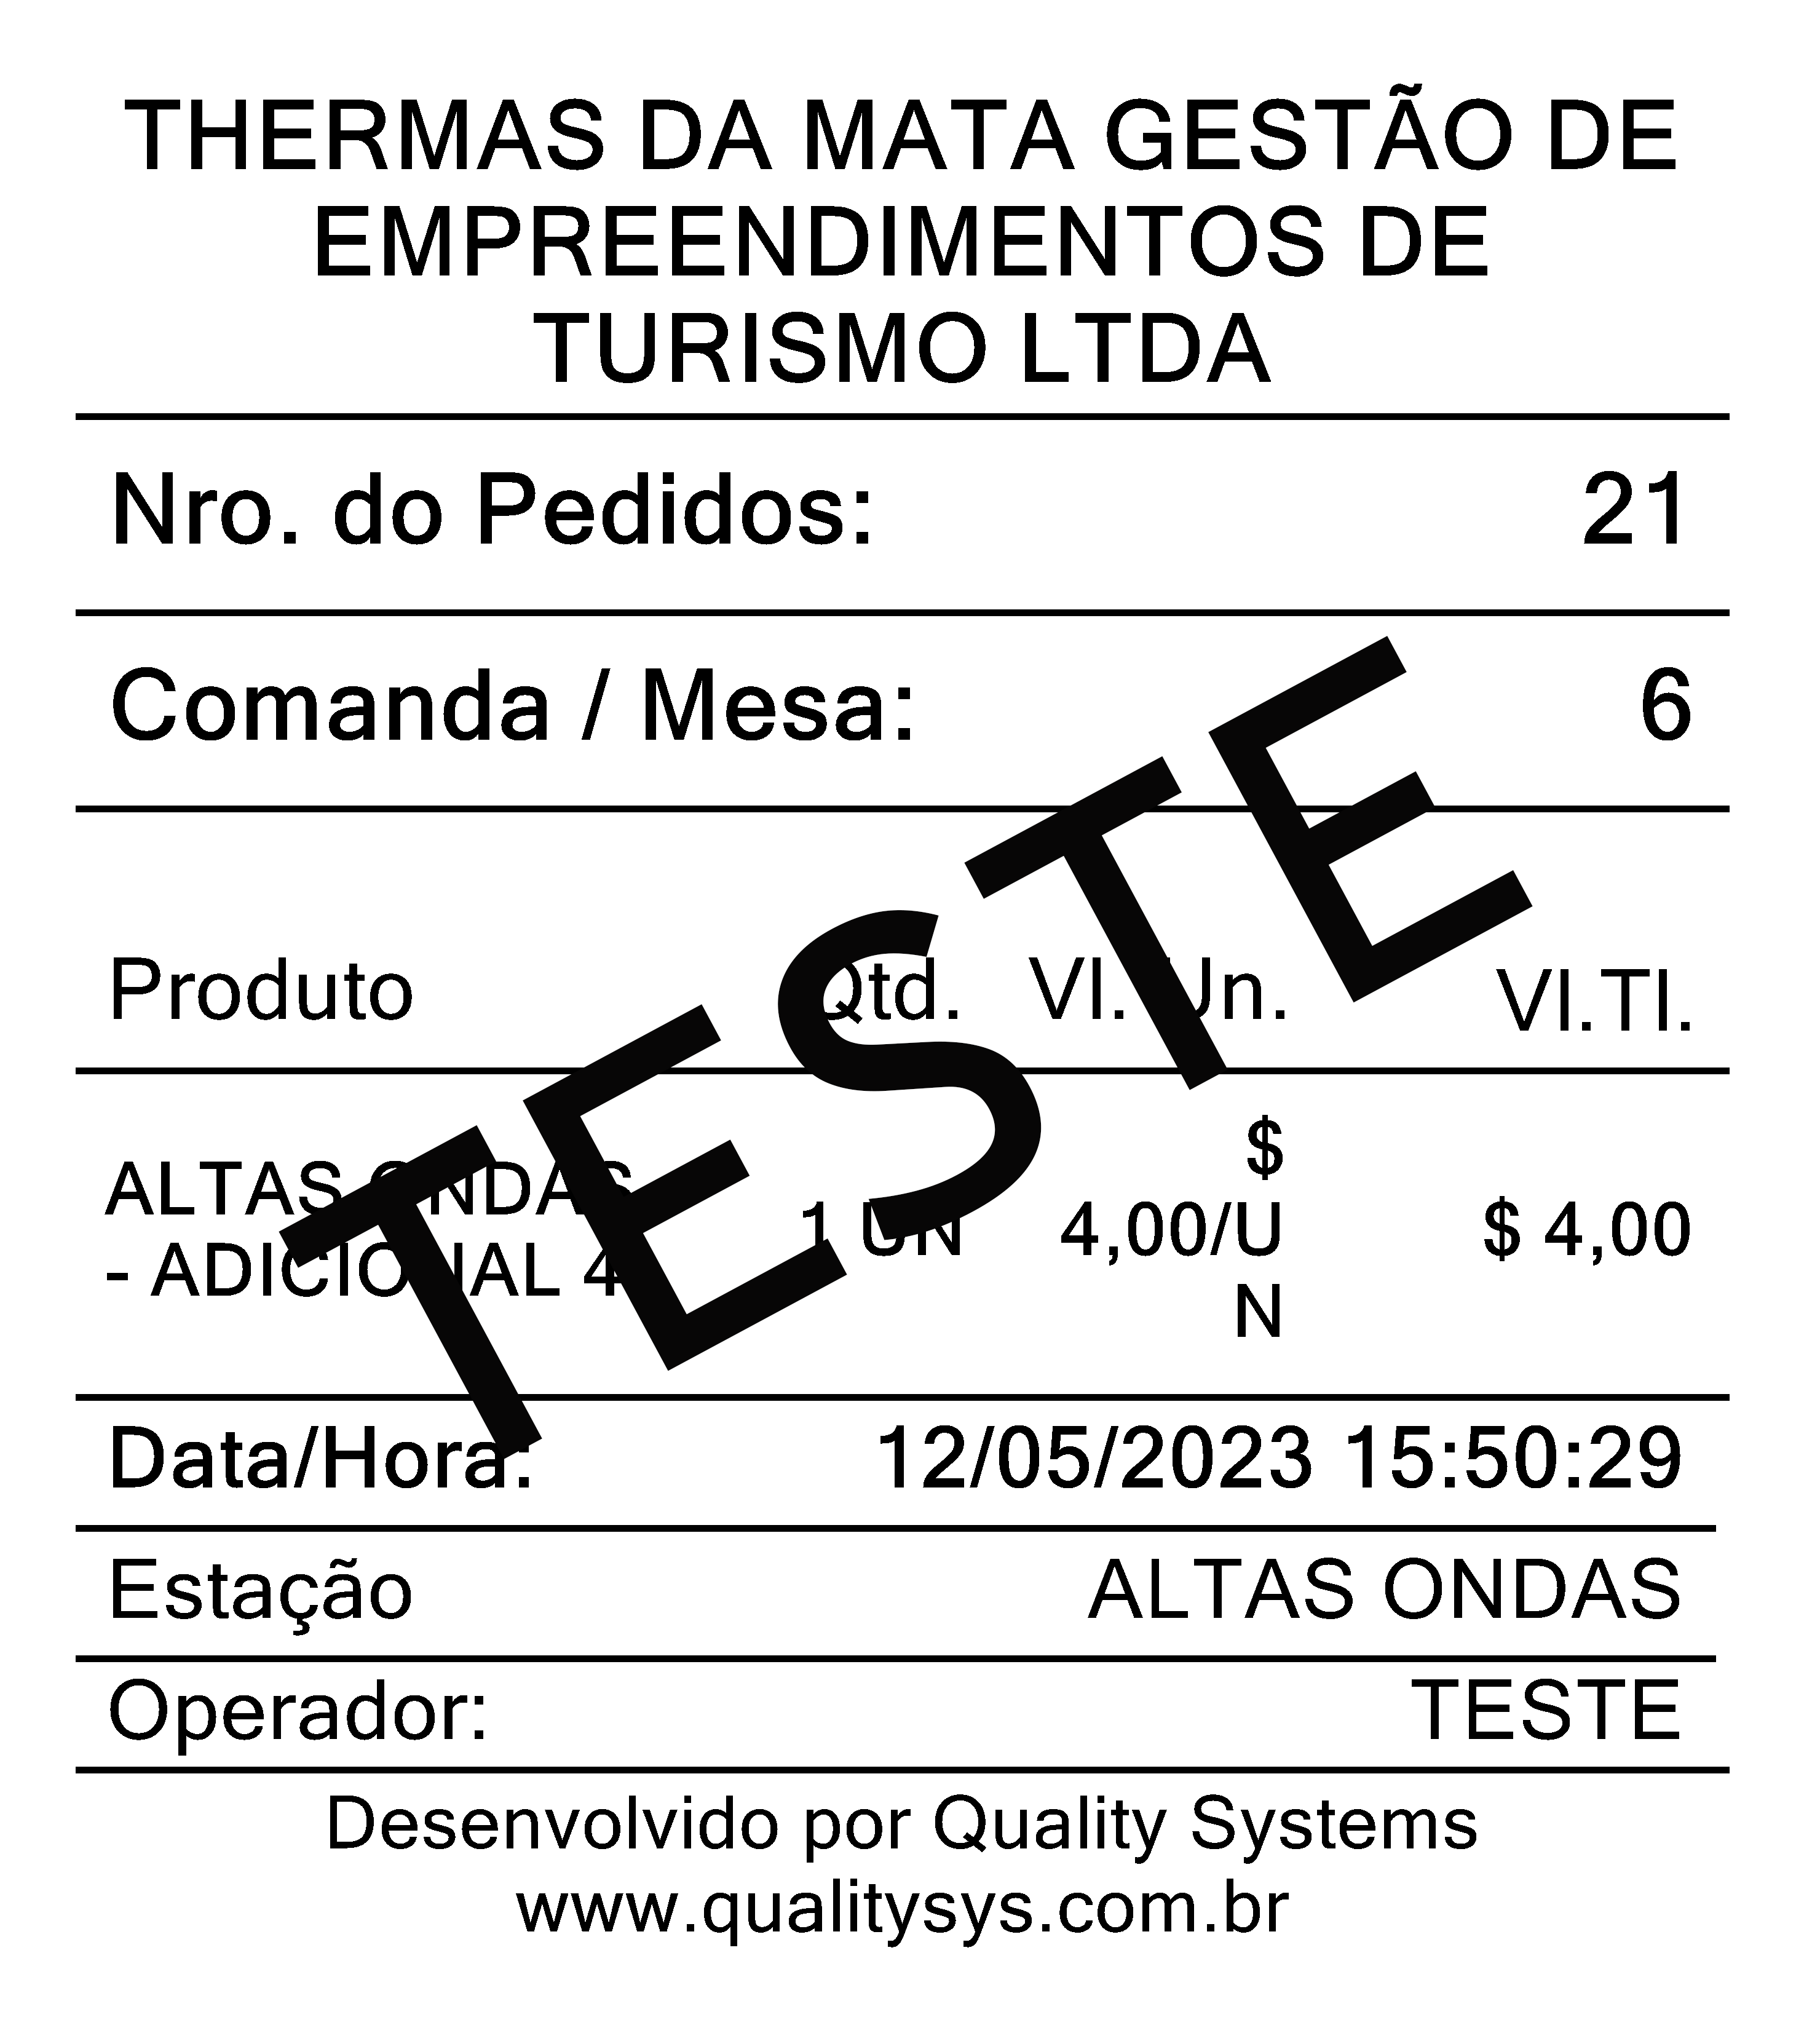 THERMAS DA MATA GESTÃO DE
EMPREENDIMENTOS DE
TURISMO LTDA
Nro. do Pedidos: 21
Comanda / Mesa: 6
Produto Qtd. Vl. Un. Vl.Tl.
ALTAS ONDAS
- ADICIONAL 4 1 UN $
4,00/U
N $ 4,00
TESTE
Data/Hora: 12/05/2023 15:50:29
Estação ALTAS ONDAS
Operador: TESTE
Desenvolvido por Quality Systems
www.qualitysys.com.br